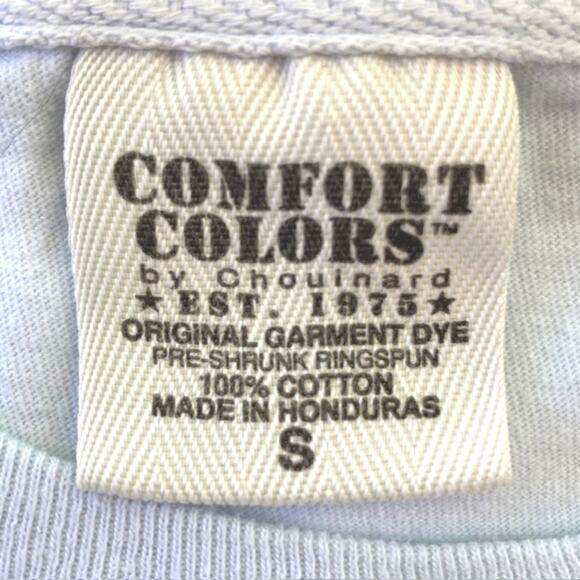 COMFORT
COLORS™
by Chouinard
★ EST. 1975 ★
ORIGINAL GARMENT DYE
PRE-SHRUNK RINGSPUN
100% COTTON
MADE IN HONDURAS
S